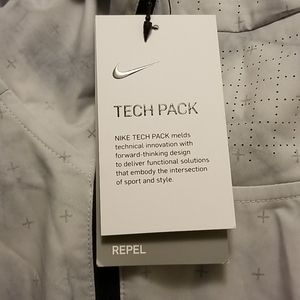 TECH PACK
NIKE TECH PACK melds
technical innovation with
forward-thinking design
to deliver functional solutions
that embody the intersection
of sport and style.
REPEL